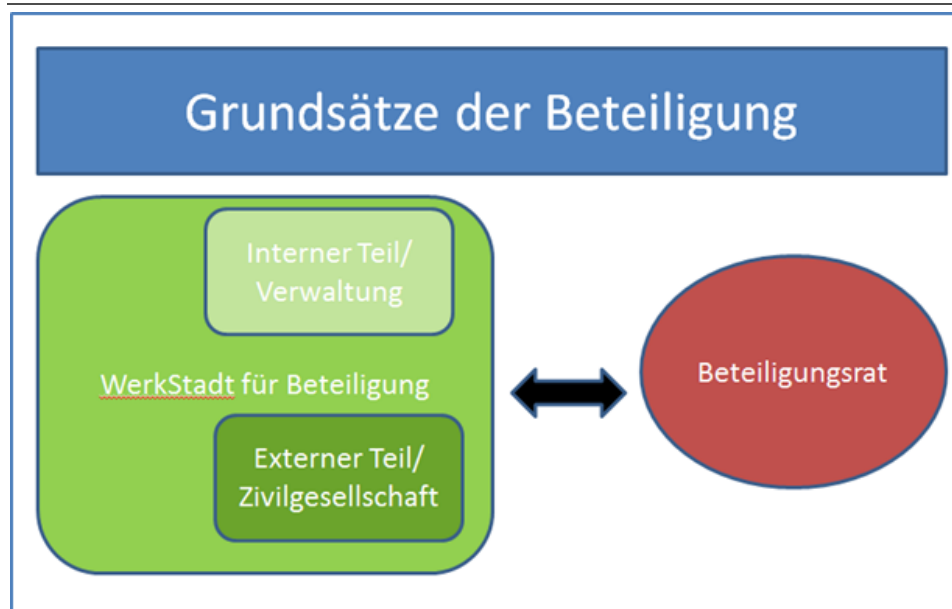 Grundsätze der Beteiligung
Interner Teil/
Verwaltung
WerkStadt für Beteiligung
Externer Teil/
Zivilgesellschaft
Beteiligungsrat